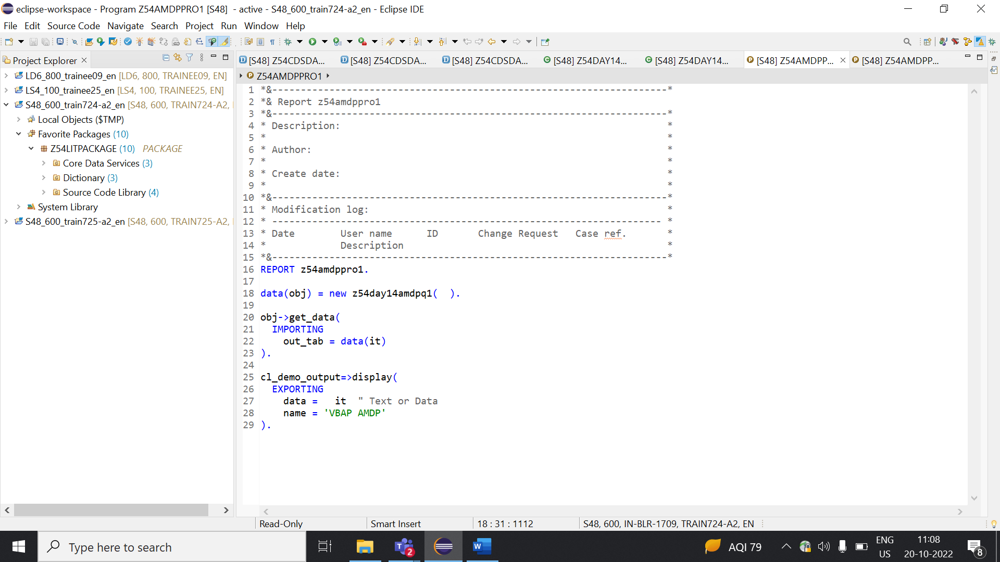 eclipse-workspace - Program Z54AMDPPRO1 [S48]  - active - S48_600_train724-a2_en - Eclipse IDE
File Edit Source Code Navigate Search Project Run Window Help
Project Explorer
[S48] Z54CDSDA...
[S48] Z54CDSDA...
[S48] Z54CDSDA...
[S48] Z54DAY14...
[S48] Z54DAY14...
[S48] Z54AMDPP...
[S48] Z54AMDPP...
LD6_800_trainee09_en [LD6, 800, TRAINEE09, EN]
LS4_100_trainee25_en [LS4, 100, TRAINEE25, EN]
S48_600_train724-a2_en [S48, 600, TRAIN724-A2,
Local Objects ($TMP)
Favorite Packages (10)
Z54LITPACKAGE (10) PACKAGE
Core Data Services (3)
Dictionary (3)
Source Code Library (4)
System Library
S48_600_train725-a2_en [S48, 600, TRAIN725-A2,
Z54AMDPPRO1
1 *&---------------------------------------------------------------------*
2 *& Report z54amdppro1
3 *&---------------------------------------------------------------------*
4 * Description: *
5 * *
6 * Author: *
7 * *
8 * Create date: *
9 * *
10 *&---------------------------------------------------------------------*
11 * Modification log: *
12 * -------------------------------------------------------------------- *
13 * Date User name ID Change Request Case ref. *
14 * Description *
15 *&---------------------------------------------------------------------*
16 REPORT z54amdppro1.
17
18 data(obj) = new z54day14amdpq1(  ).
19
20 obj->get_data(
21 IMPORTING
22 out_tab = data(it)
23 ).
24
25 cl_demo_output=>display(
26 EXPORTING
27 data =   it  " Text or Data
28 name = 'VBAP AMDP'
29 ).
Read-Only
Smart Insert
18 : 31 : 1112
S48, 600, IN-BLR-1709, TRAIN724-A2, EN
Type here to search
2
W
AQI 79
ENG
US
11:08
20-10-2022
8